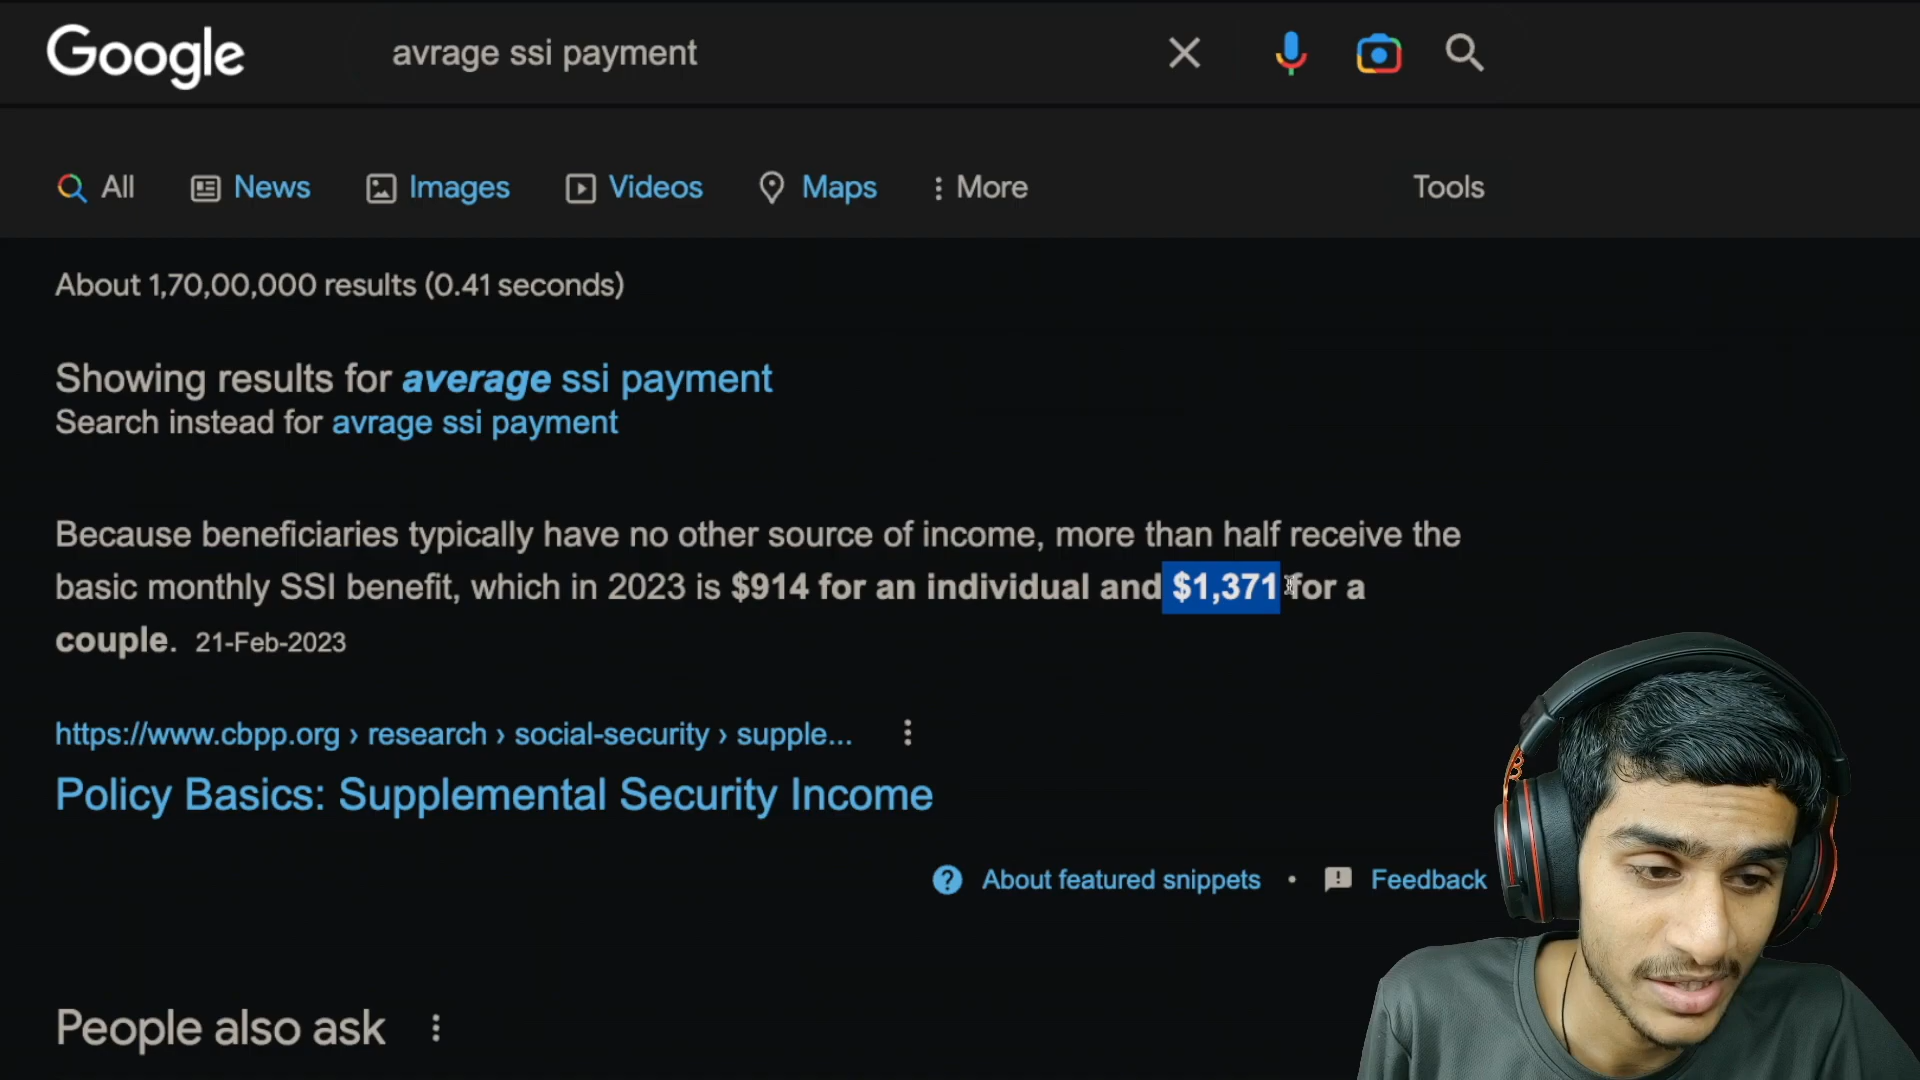 Google avrage ssi payment
All News Images Videos Maps More Tools
About 1,70,00,000 results (0.41 seconds)
Showing results for average ssi payment
Search instead for avrage ssi payment
Because beneficiaries typically have no other source of income, more than half receive the
basic monthly SSI benefit, which in 2023 is $914 for an individual and $1,371 for a
couple. 21-Feb-2023
https://www.cbpp.org › research › social-security › supple...
Policy Basics: Supplemental Security Income
About featured snippets • Feedback
People also ask